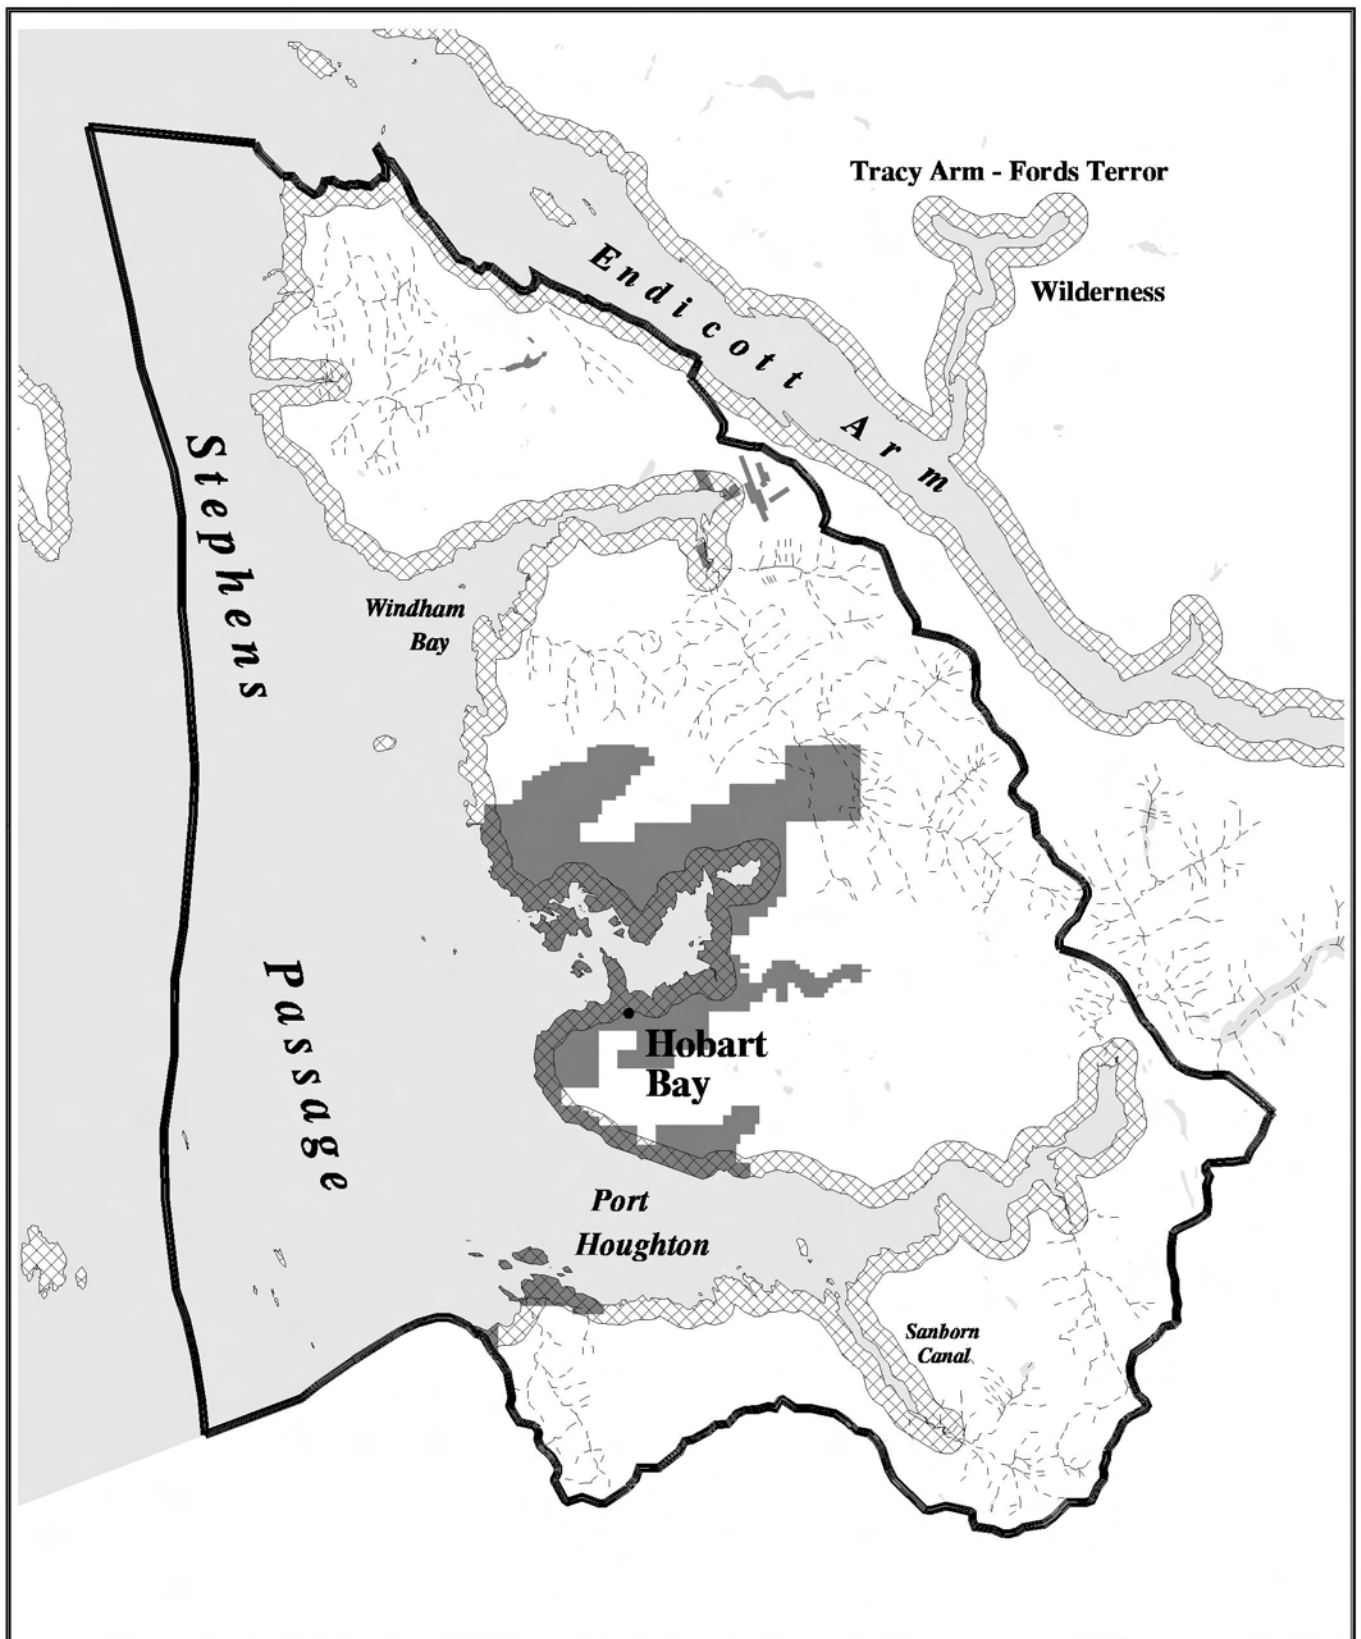 Tracy Arm - Fords Terror
Wilderness
Endicott Arm
Stephens
Passage
Windham
Bay
Hobart
Bay
Port
Houghton
Sanborn
Canal